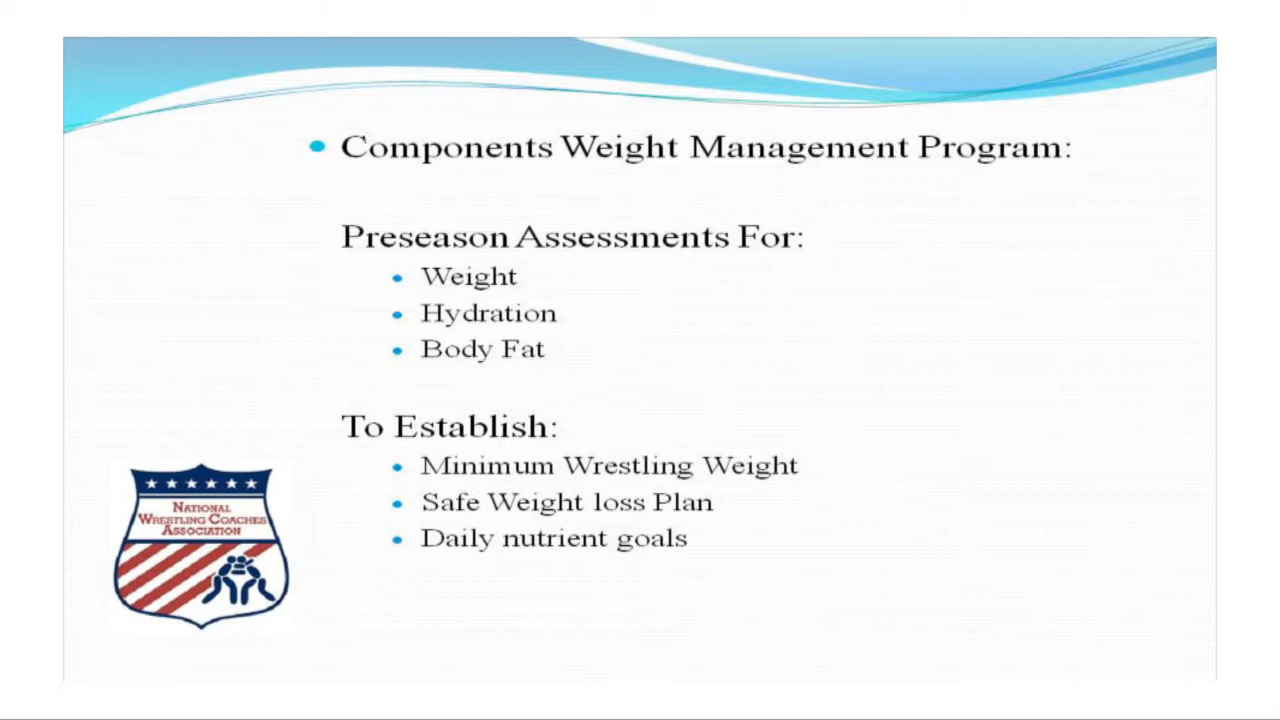 Components Weight Management Program:
Preseason Assessments For:
Weight
Hydration
Body Fat
To Establish:
Minimum Wrestling Weight
Safe Weight loss Plan
Daily nutrient goals
NATIONAL
WRESTLING COACHES
ASSOCIATION